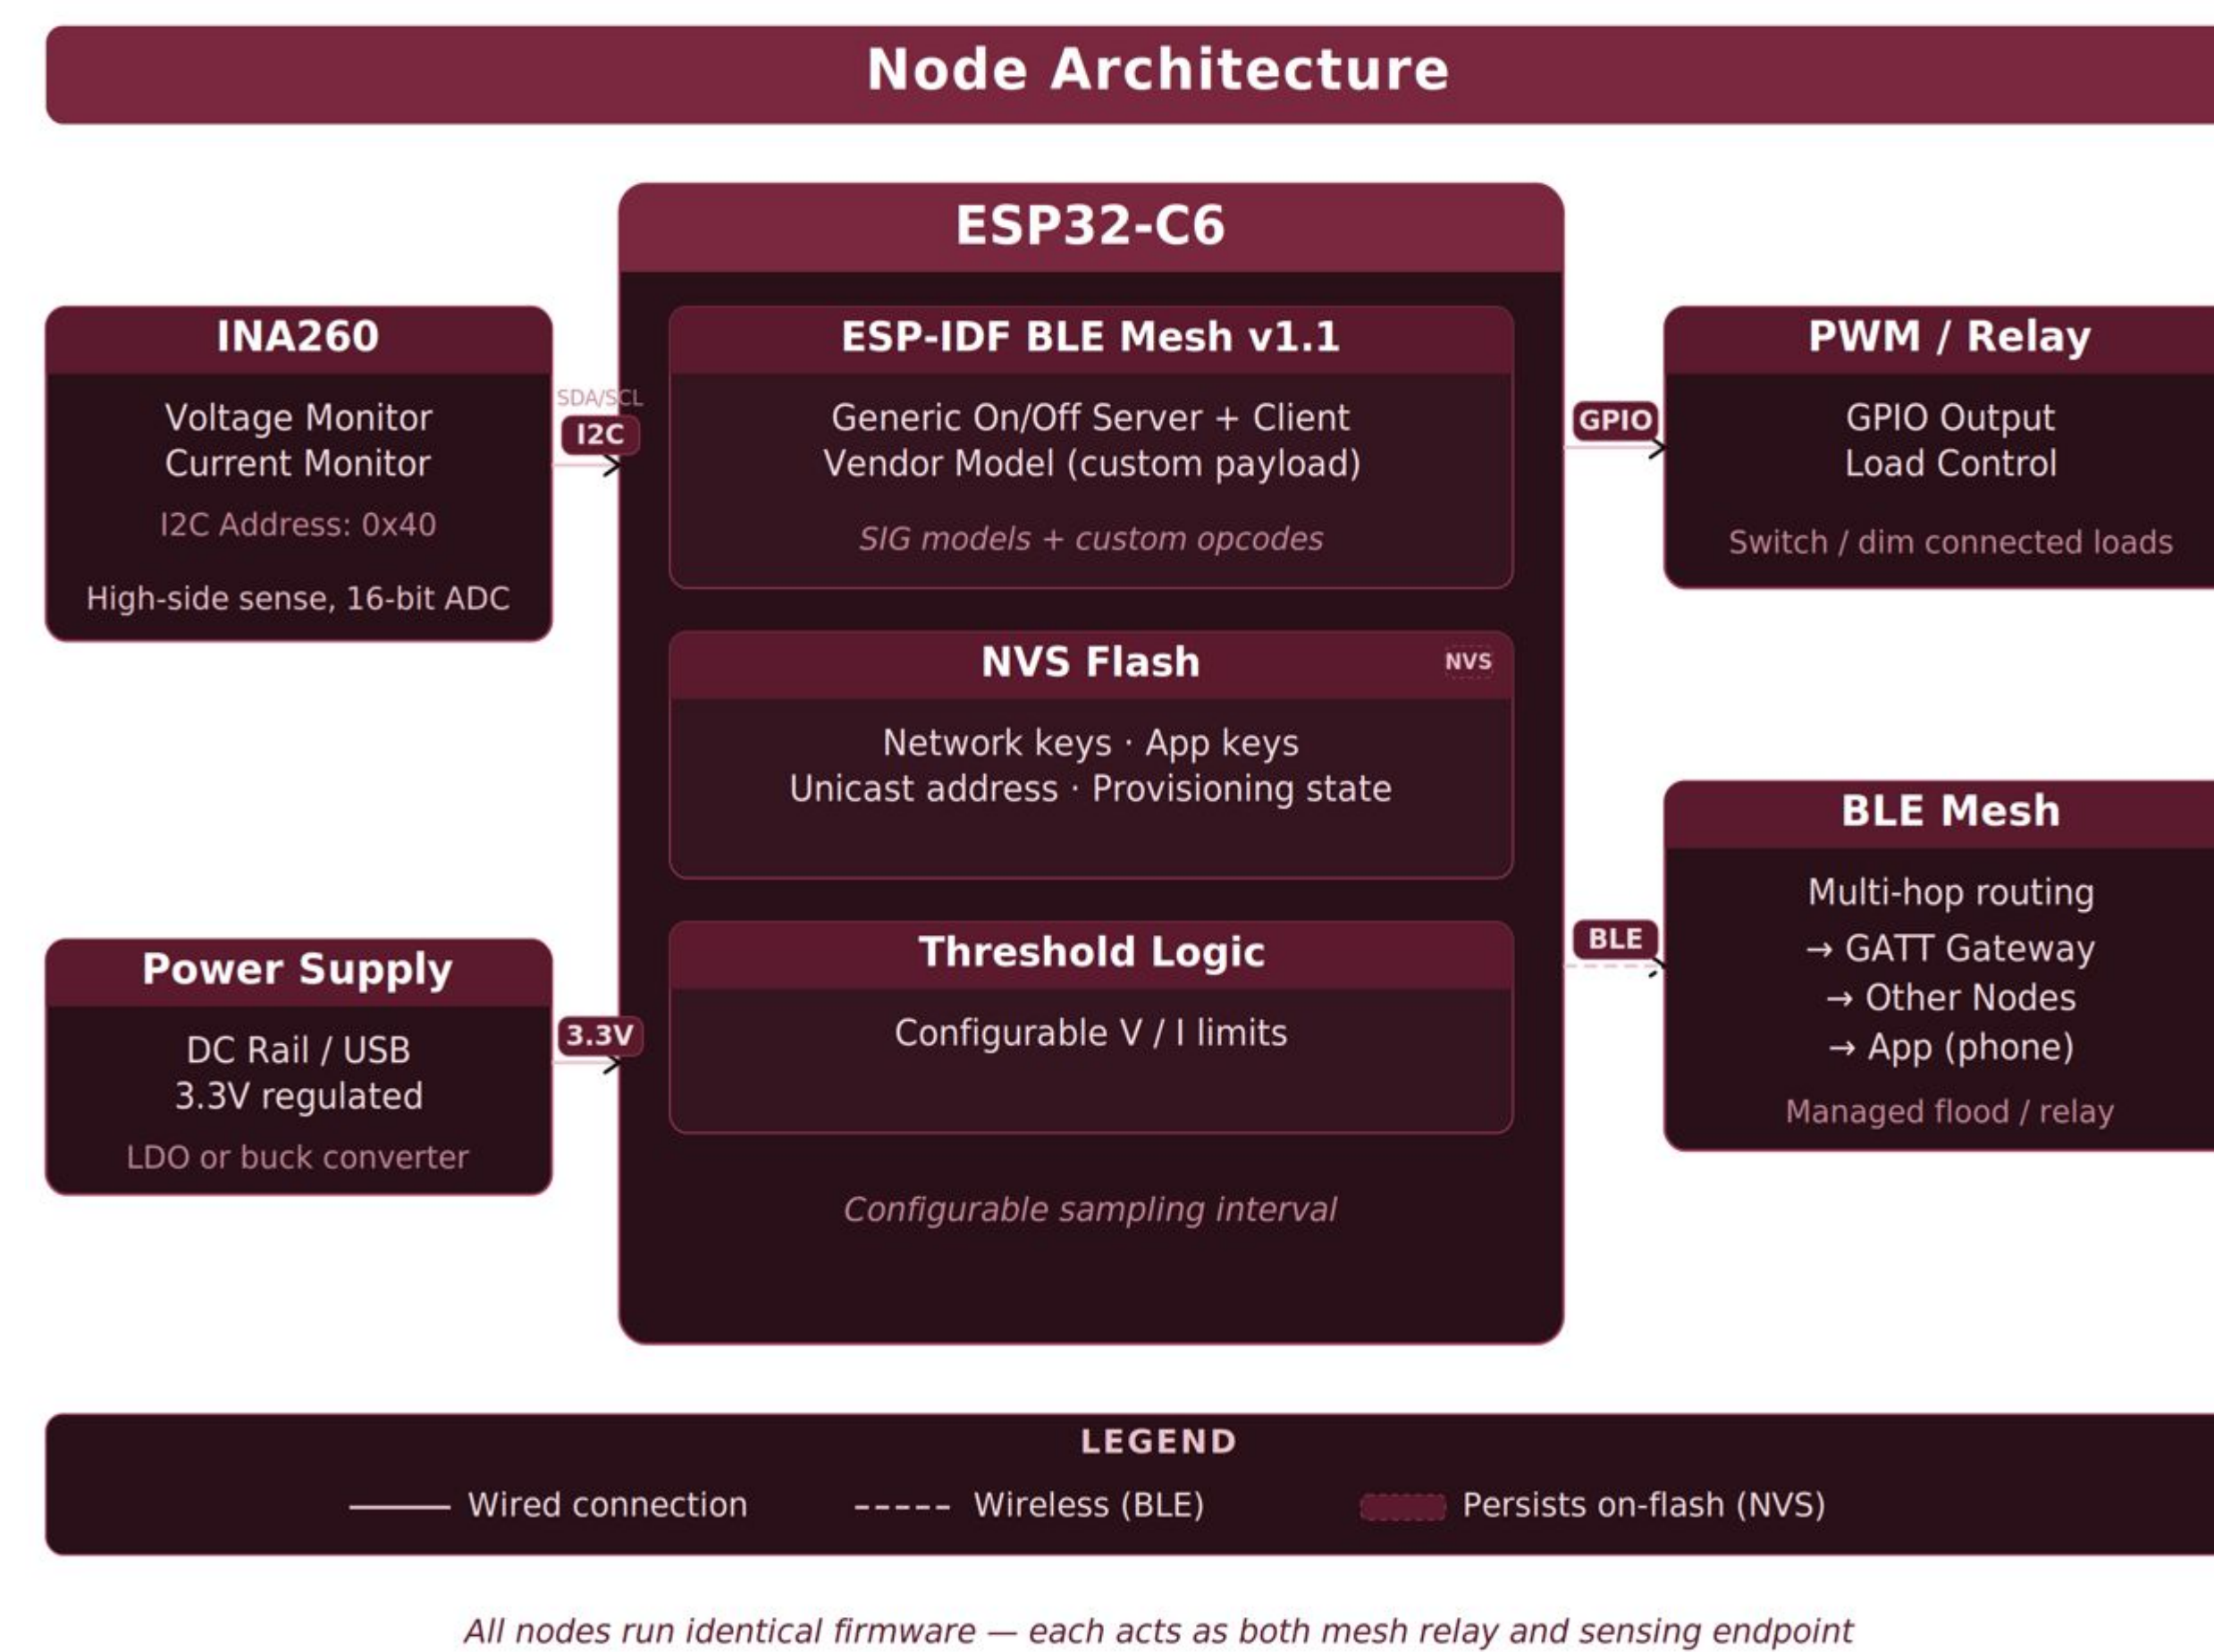 Node Architecture
INA260
Voltage Monitor
Current Monitor
I2C Address: 0x40
High-side sense, 16-bit ADC
Power Supply
DC Rail / USB
3.3V regulated
LDO or buck converter
SDA/SCL
I2C
3.3V
ESP32-C6
ESP-IDF BLE Mesh v1.1
Generic On/Off Server + Client
Vendor Model (custom payload)
SIG models + custom opcodes
NVS Flash
NVS
Network keys · App keys
Unicast address · Provisioning state
Threshold Logic
Configurable V / I limits
Configurable sampling interval
GPIO
BLE
PWM / Relay
GPIO Output
Load Control
Switch / dim connected loads
BLE Mesh
Multi-hop routing
→ GATT Gateway
→ Other Nodes
→ App (phone)
Managed flood / relay
LEGEND
Wired connection
Wireless (BLE)
Persists on-flash (NVS)
All nodes run identical firmware — each acts as both mesh relay and sensing endpoint